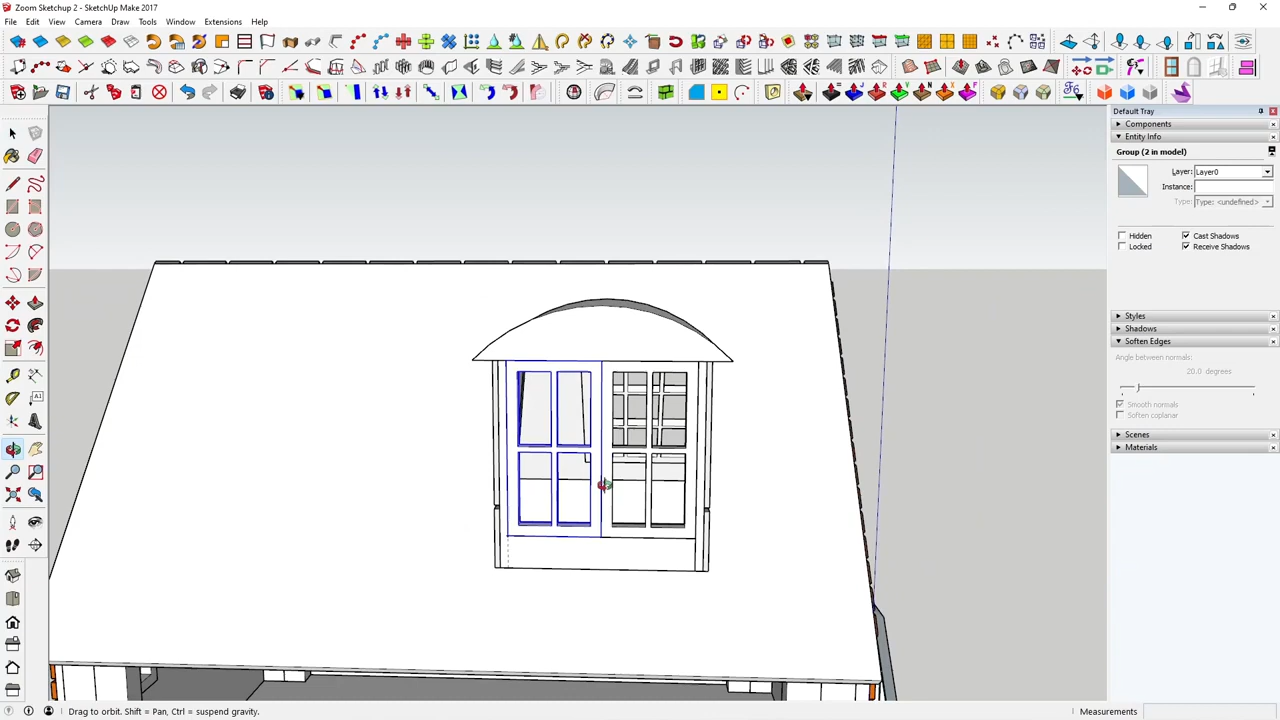 Zoom Sketchup 2 - SketchUp Make 2017
File Edit View Camera Draw Tools Window Extensions Help
Default Tray
Components
Entity Info
Group (2 in model)
Layer: Layer0
Instance:
Type: Type: <undefined>
Hidden Cast Shadows
Locked Receive Shadows
Styles
Shadows
Soften Edges
Angle between normals:
20.0 degrees
Smooth normals
Soften coplanar
Scenes
Materials
Drag to orbit. Shift = Pan, Ctrl = suspend gravity.
Measurements